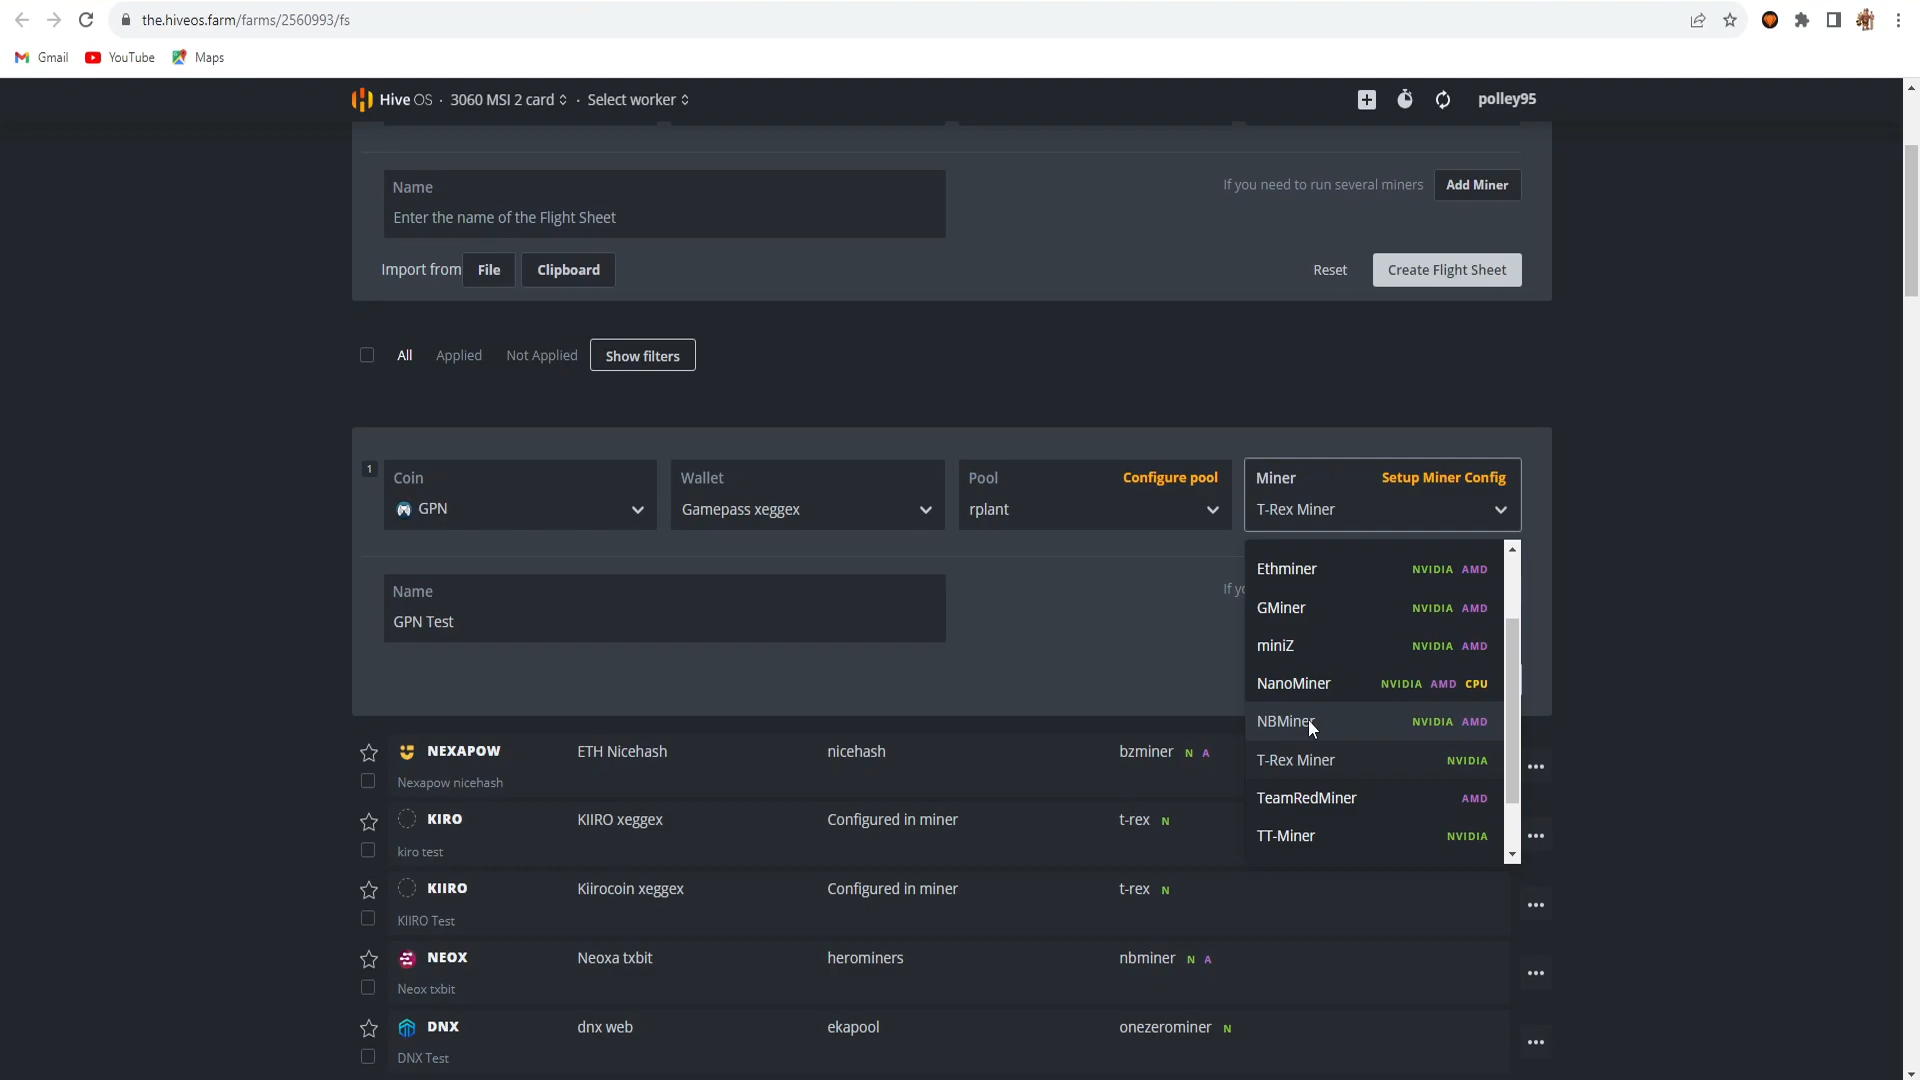 the.hiveos.farm/farms/2560993/fs
Gmail YouTube Maps
Hive OS · 3060 MSI 2 card · Select worker polley95
Name
Enter the name of the Flight Sheet
If you need to run several miners Add Miner
Import from File Clipboard Reset Create Flight Sheet
All Applied Not Applied Show filters
1 Coin Wallet Pool Configure pool Miner Setup Miner Config
GPN Gamepass xeggex rplant T-Rex Miner
Ethminer NVIDIA AMD
Name
GPN Test
If yo
GMiner NVIDIA AMD
miniZ NVIDIA AMD
NanoMiner NVIDIA AMD CPU
NBMiner NVIDIA AMD
T-Rex Miner NVIDIA
TeamRedMiner AMD
TT-Miner NVIDIA
NEXAPOW ETH Nicehash nicehash bzminer N A
Nexapow nicehash
KIRO KIIRO xeggex Configured in miner t-rex N
kiro test
KIIRO Kiirocoin xeggex Configured in miner t-rex N
KIIRO Test
NEOX Neoxa txbit herominers nbminer N A
Neox txbit
DNX dnx web ekapool onezerominer N
DNX Test